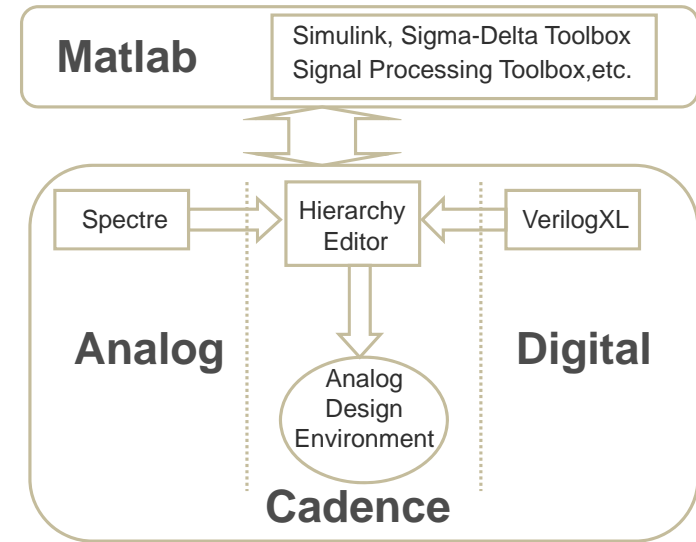 Matlab
Simulink, Sigma-Delta Toolbox
Signal Processing Toolbox,etc.
Spectre
Hierarchy
Editor
VerilogXL
Analog
Digital
Analog
Design
Environment
Cadence